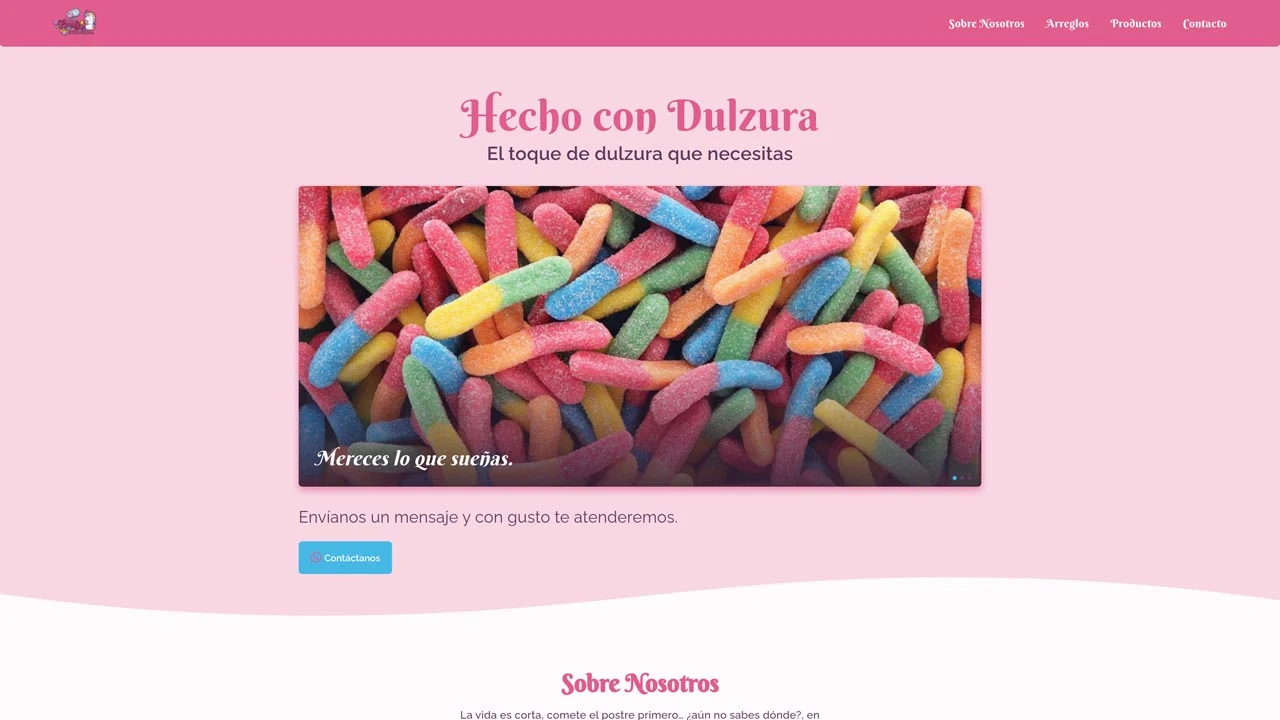 Sobre Nosotros
Arreglos
Productos
Contacto
Hecho con Dulzura
El toque de dulzura que necesitas
Mereces lo que sueñas.
Envíanos un mensaje y con gusto te atenderemos.
Contáctanos
Sobre Nosotros
La vida es corta, comete el postre primero... ¿aún no sabes dónde?, en